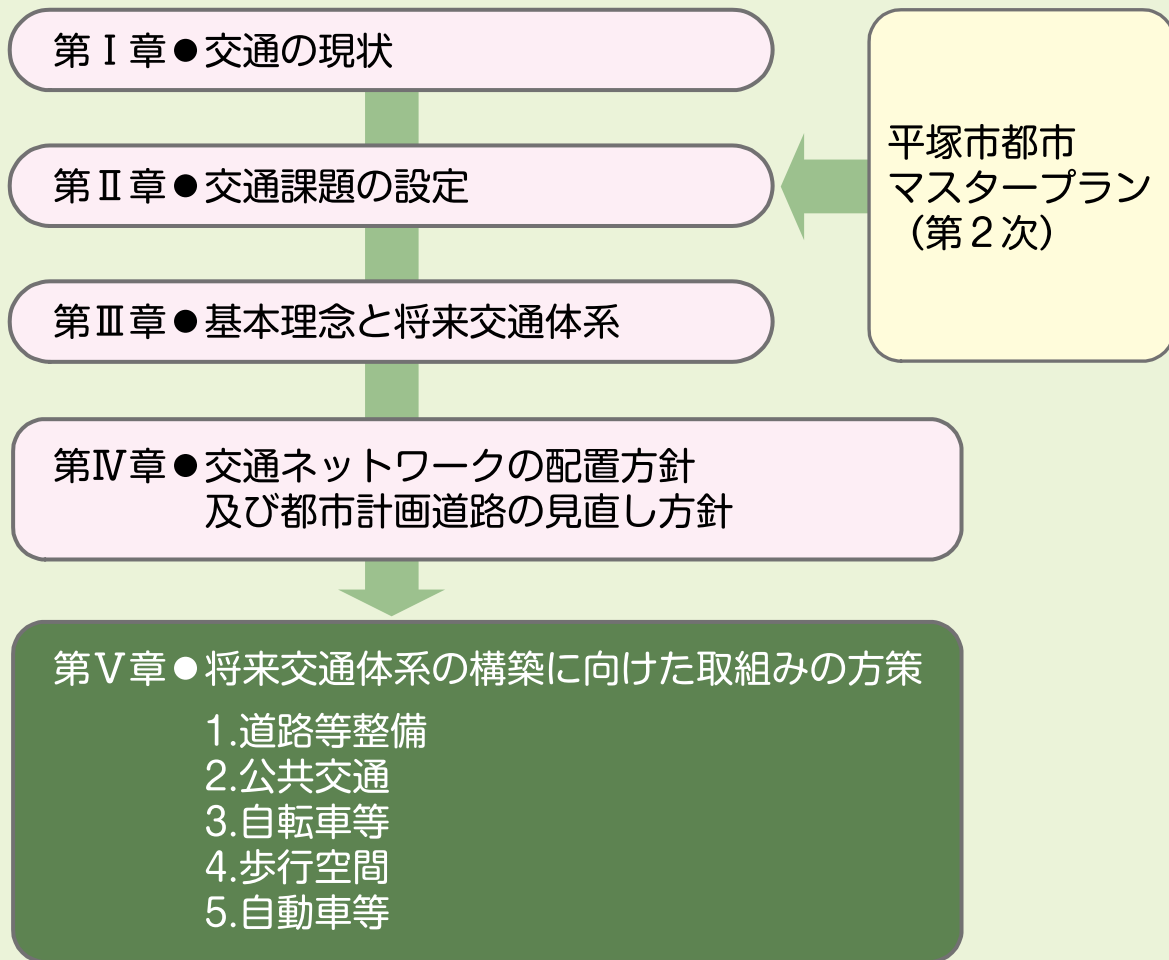 第Ⅰ章●交通の現状
第Ⅱ章●交通課題の設定
平塚市都市
マスタープラン
（第２次）
第Ⅲ章●基本理念と将来交通体系
第Ⅳ章●交通ネットワークの配置方針
及び都市計画道路の見直し方針
第Ⅴ章●将来交通体系の構築に向けた取組みの方策
1.道路等整備
2.公共交通
3.自転車等
4.歩行空間
5.自動車等